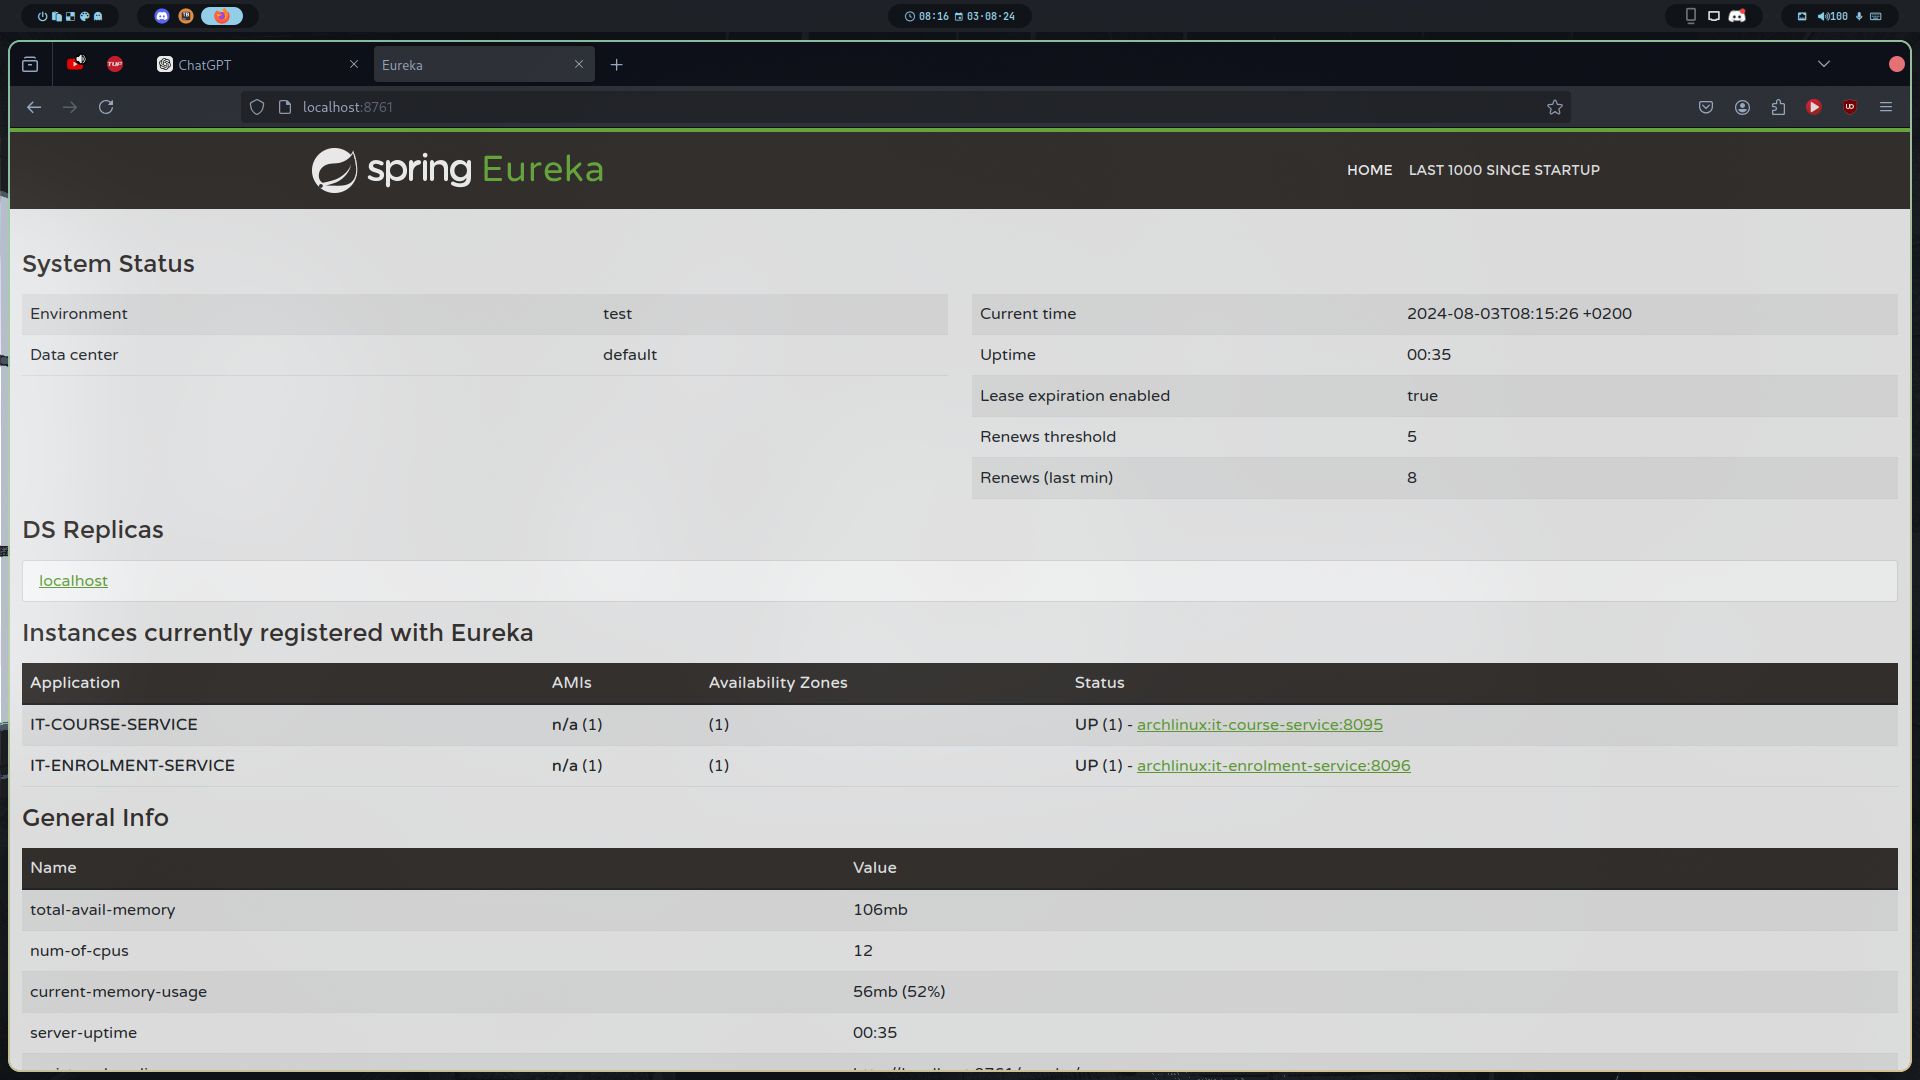 08:16 03·08·24
100
ChatGPT
Eureka
localhost:8761
spring Eureka
HOME LAST 1000 SINCE STARTUP
System Status
Environment test
Data center default
Current time 2024-08-03T08:15:26 +0200
Uptime 00:35
Lease expiration enabled true
Renews threshold 5
Renews (last min) 8
DS Replicas
localhost
Instances currently registered with Eureka
Application AMIs Availability Zones Status
IT-COURSE-SERVICE n/a (1) (1) UP (1) - archlinux:it-course-service:8095
IT-ENROLMENT-SERVICE n/a (1) (1) UP (1) - archlinux:it-enrolment-service:8096
General Info
Name Value
total-avail-memory 106mb
num-of-cpus 12
current-memory-usage 56mb (52%)
server-uptime 00:35